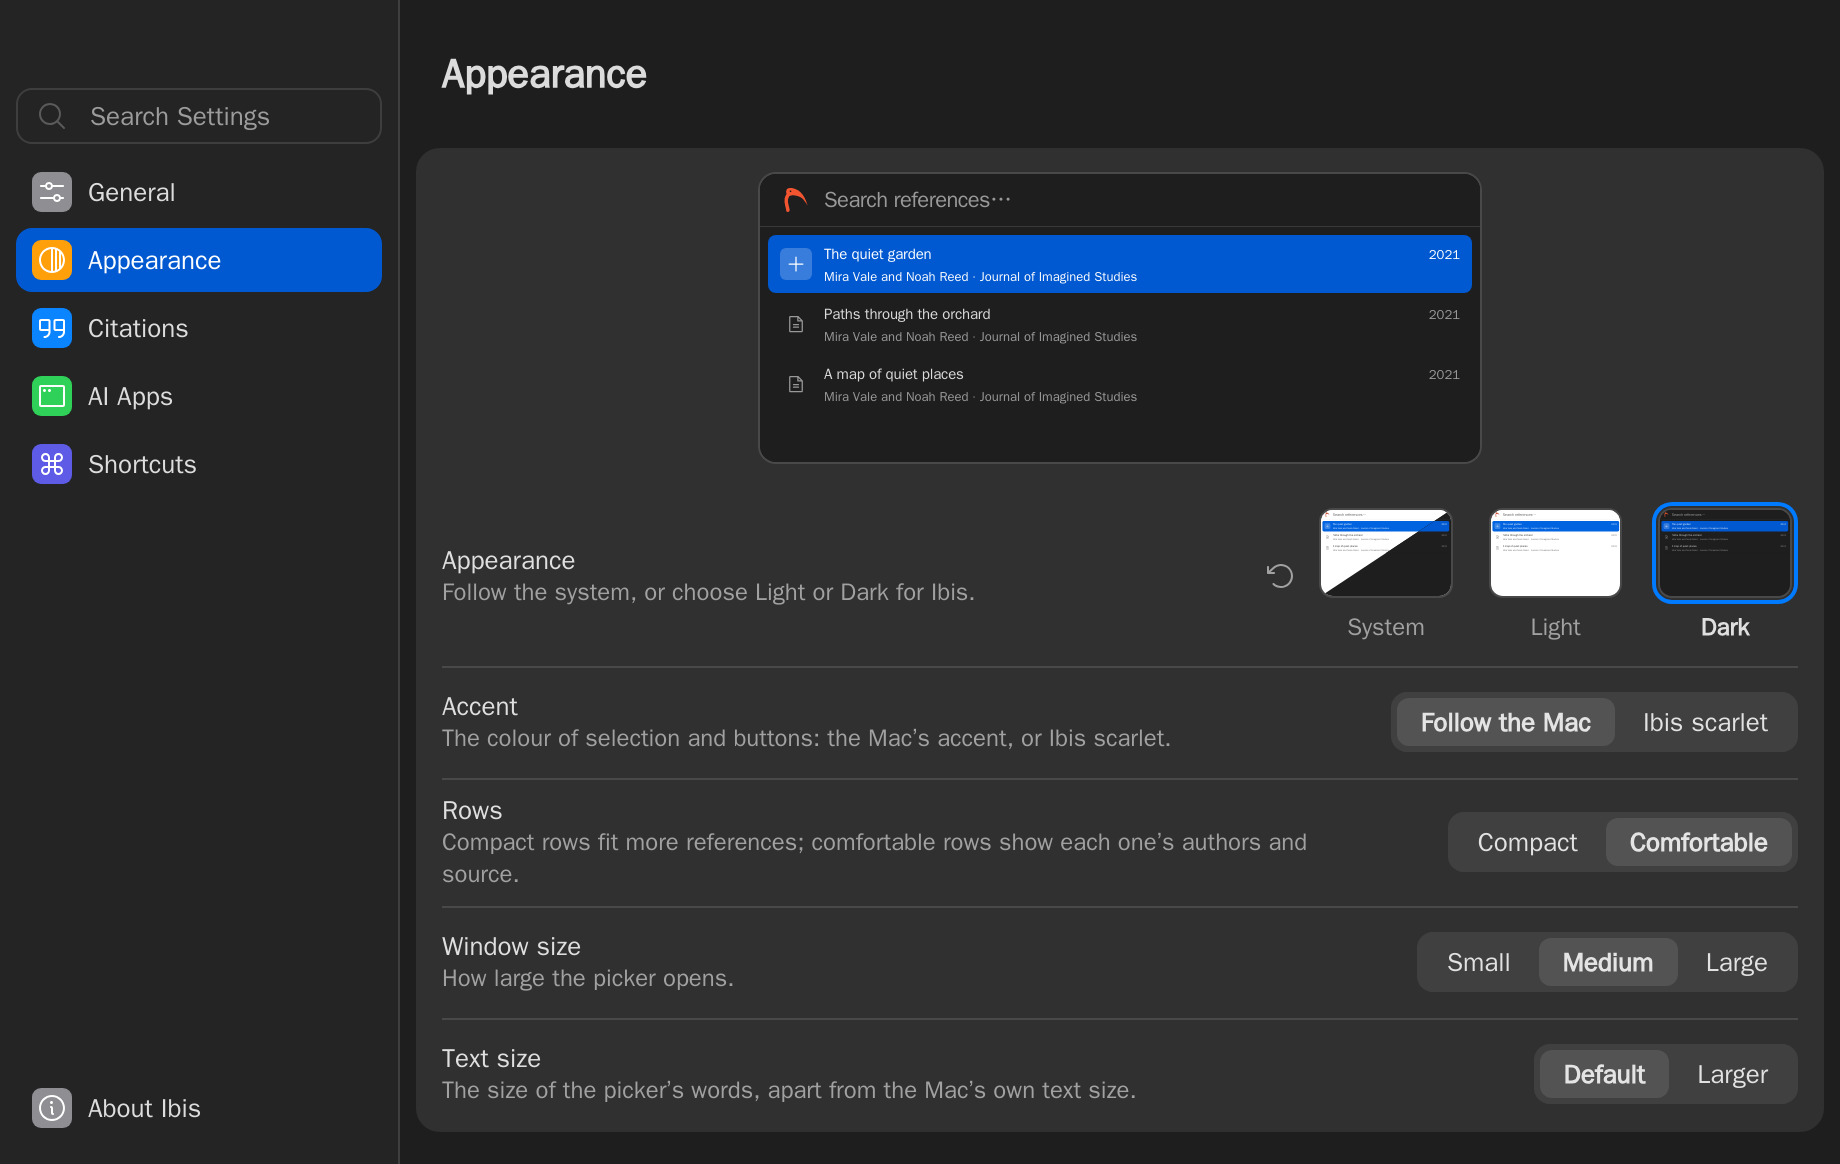 Search Settings
General
Appearance
Citations
AI Apps
Shortcuts
About Ibis
Appearance
Search references…
The quiet garden 2021
Mira Vale and Noah Reed · Journal of Imagined Studies
Paths through the orchard 2021
Mira Vale and Noah Reed · Journal of Imagined Studies
A map of quiet places 2021
Mira Vale and Noah Reed · Journal of Imagined Studies
Appearance
Follow the system, or choose Light or Dark for Ibis.
System Light Dark
Accent
The colour of selection and buttons: the Mac’s accent, or Ibis scarlet.
Follow the Mac Ibis scarlet
Rows
Compact rows fit more references; comfortable rows show each one’s authors and
source.
Compact Comfortable
Window size
How large the picker opens.
Small Medium Large
Text size
The size of the picker’s words, apart from the Mac’s own text size.
Default Larger